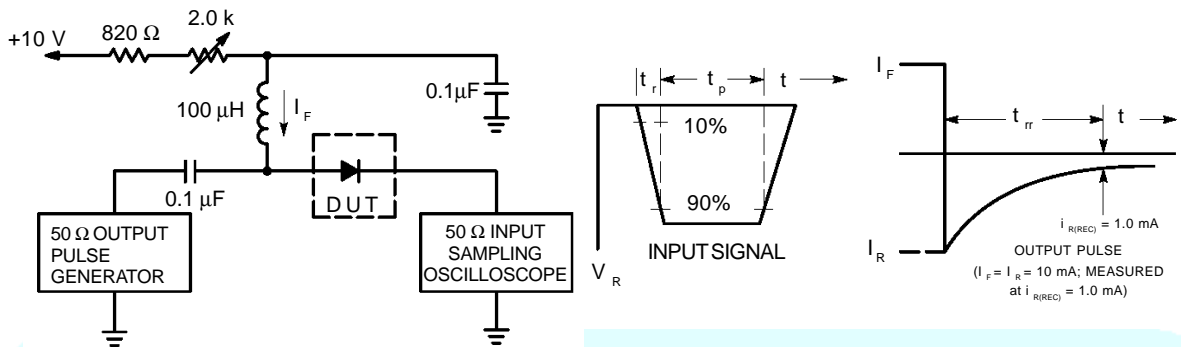 +10 V
820 Ω
2.0 k
100 µH
I F
0.1µF
0.1 µF
DUT
50 Ω OUTPUT
PULSE
GENERATOR
50 Ω INPUT
SAMPLING
OSCILLOSCOPE
t r
t p
t
10%
90%
V R
INPUT SIGNAL
I F
t rr
t
I R
i R(REC) = 1.0 mA
OUTPUT PULSE
(I F = I R = 10 mA; MEASURED
at i R(REC) = 1.0 mA)